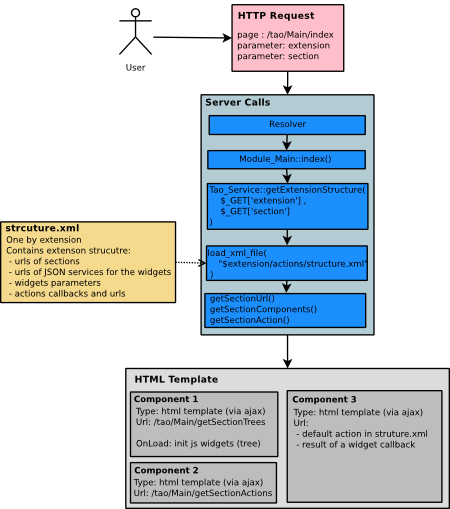 HTTP Request
page : /tao/Main/index
parameter: extension
parameter: section
User
Server Calls
Resolver
Module_Main::index()
Tao_Service::getExtensionStructure(
$_GET['extension'] ,
$_GET['section']
)
strcuture.xml
One by extension
Contains extenson strucutre:
- urls of sections
- urls of JSON services for the widgets
- widgets parameters
- actions callbacks and urls
load_xml_file(
"$extension/actions/structure.xml"
)
getSectionUrl()
getSectionComponents()
getSectionAction()
HTML Template
Component 1
Type: html template (via ajax)
Url: /tao/Main/getSectionTrees
OnLoad: init js widgets (tree)
Component 2
Type: html template (via ajax)
Url: /tao/Main/getSectionActions
Component 3
Type: html template (via ajax)
Url:
- default action in struture.xml
- result of a widget callback